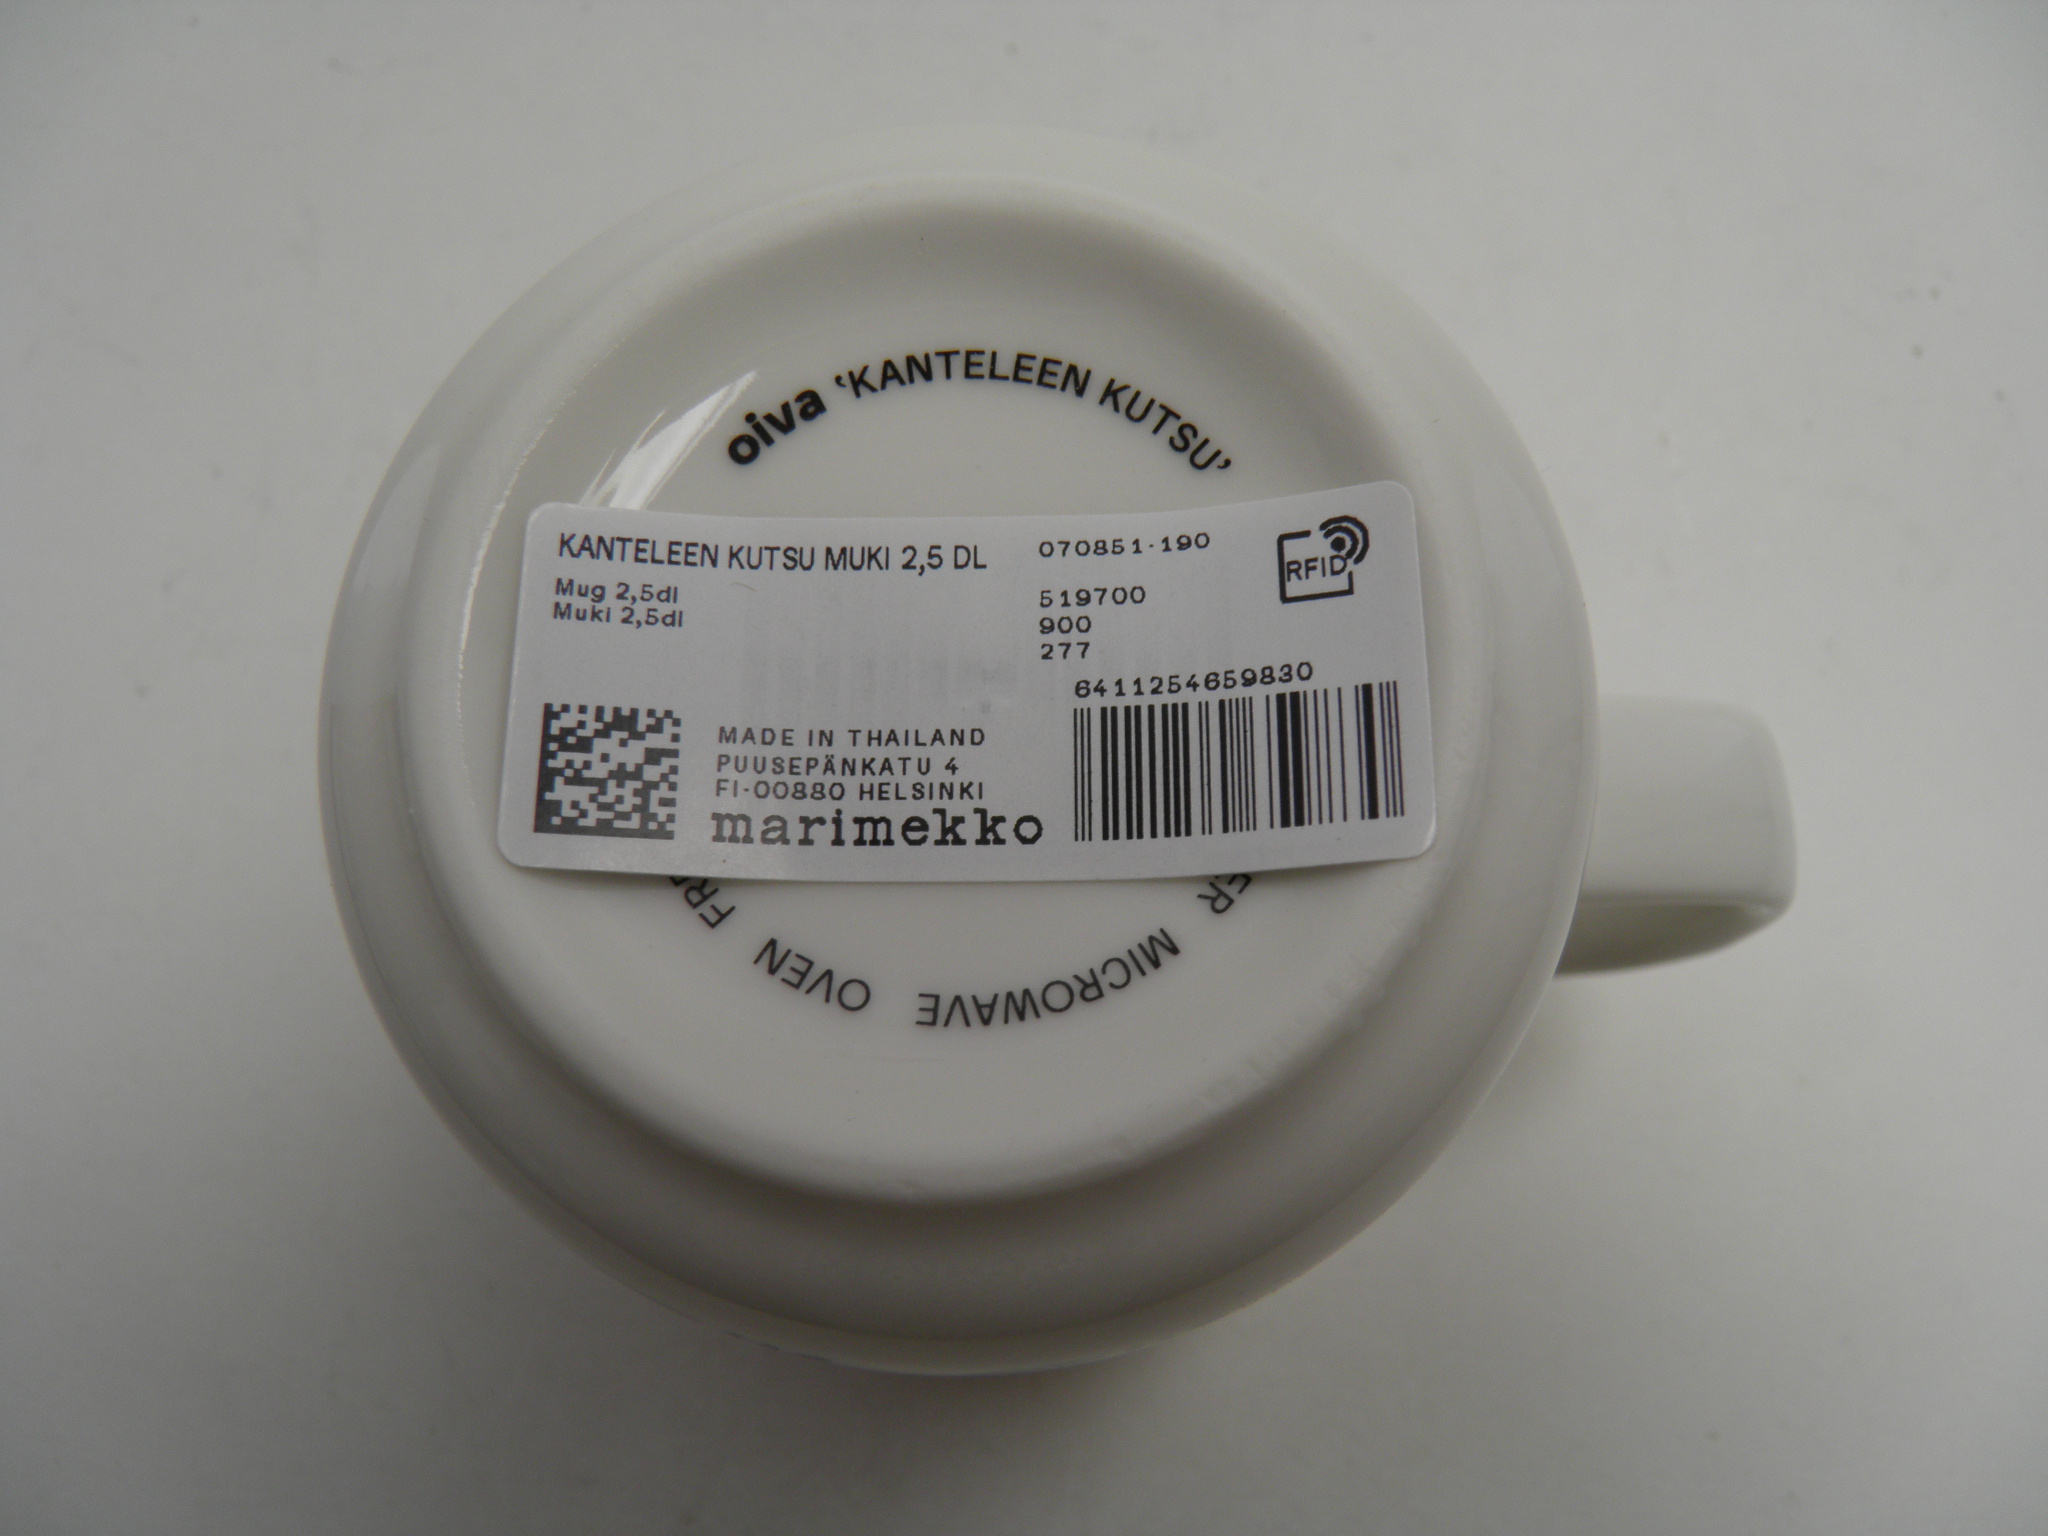 oiva ‘KANTELEEN KUTSU’
KANTELEEN KUTSU MUKI 2,5 DL
Mug 2,5dl
Muki 2,5dl
070851-190
519700
900
277
RFID
6411254659830
MADE IN THAILAND
PUUSEPÄNKATU 4
FI-00880 HELSINKI
marimekko
MICROWAVE OVEN